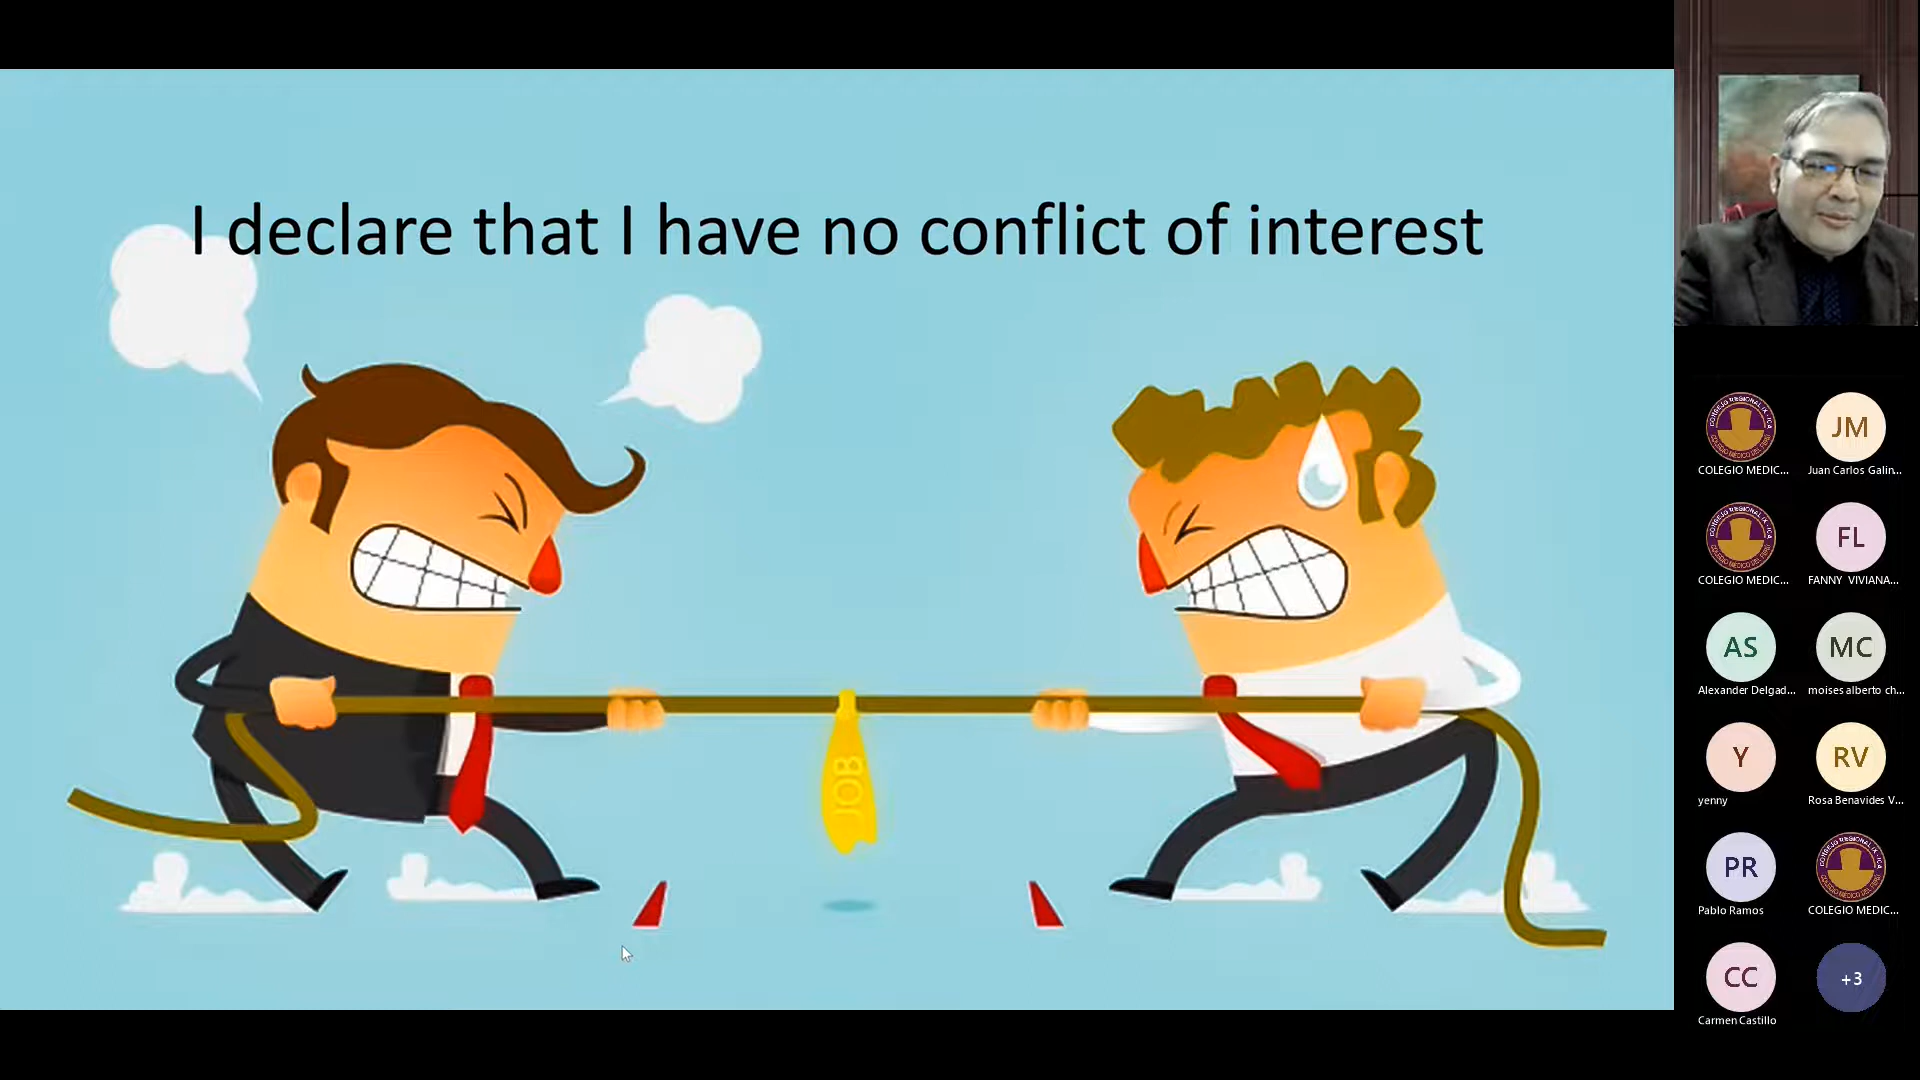 I declare that I have no conflict of interest
JOB
COLEGIO MEDIC...
JM
Juan Carlos Galin...
COLEGIO MEDIC...
FL
FANNY VIVIANA...
AS
Alexander Delgad...
MC
moises alberto ch...
Y
yenny
RV
Rosa Benavides V...
PR
Pablo Ramos
COLEGIO MEDIC...
CC
Carmen Castillo
+3